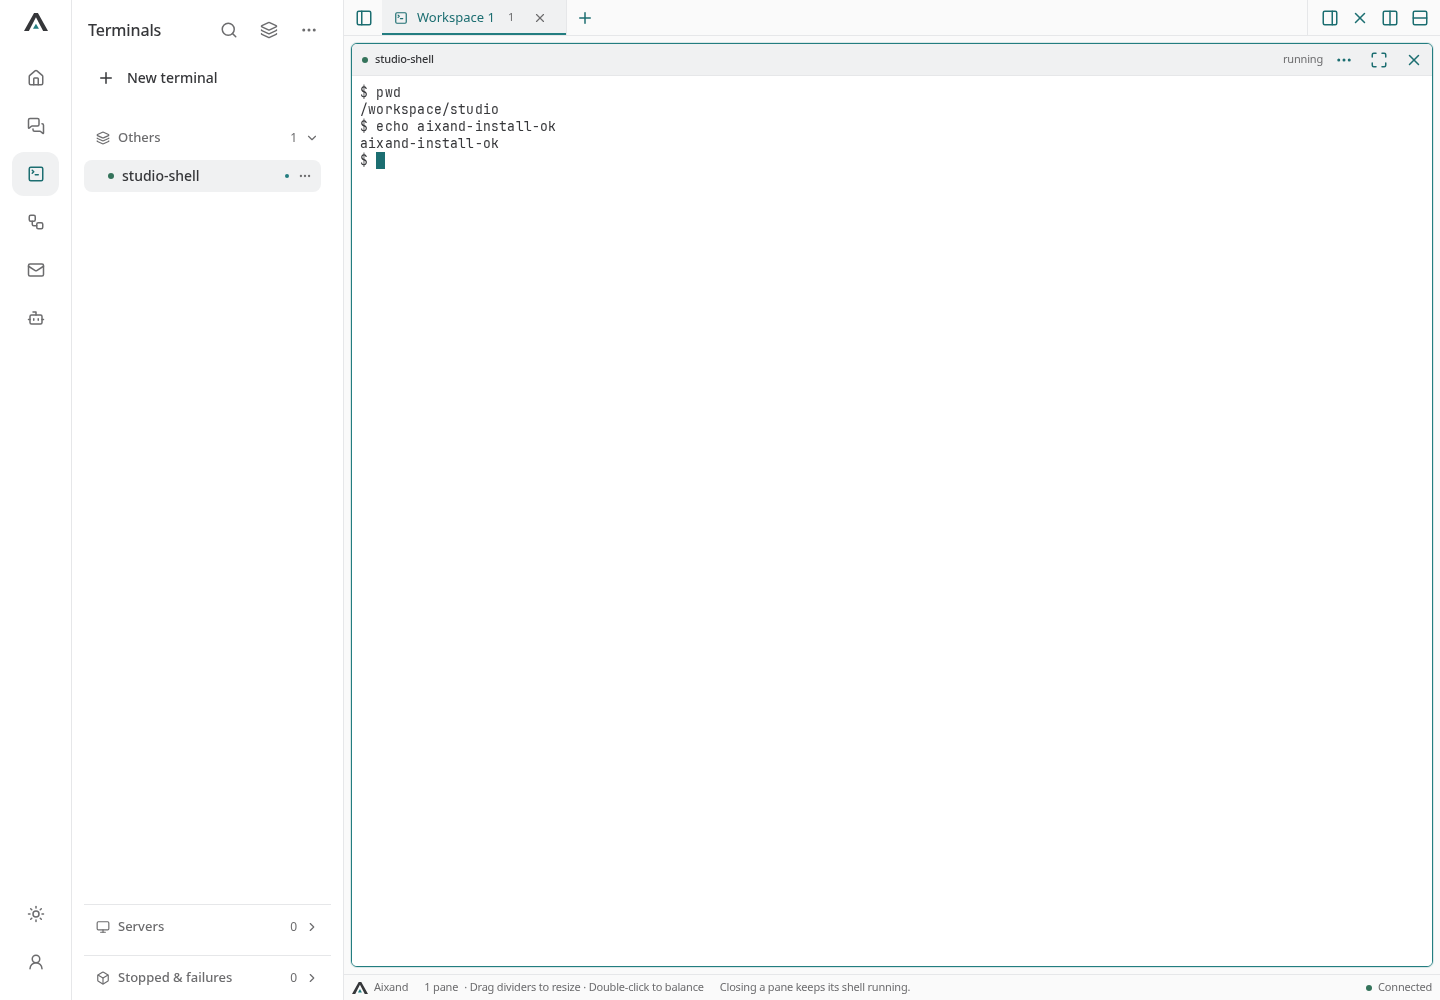 Terminals
New terminal
Others 1
studio-shell
Servers 0
Stopped & failures 0
Workspace 1 1
studio-shell running
$ pwd
/workspace/studio
$ echo aixand-install-ok
aixand-install-ok
$
Aixand 1 pane · Drag dividers to resize · Double-click to balance Closing a pane keeps its shell running. Connected